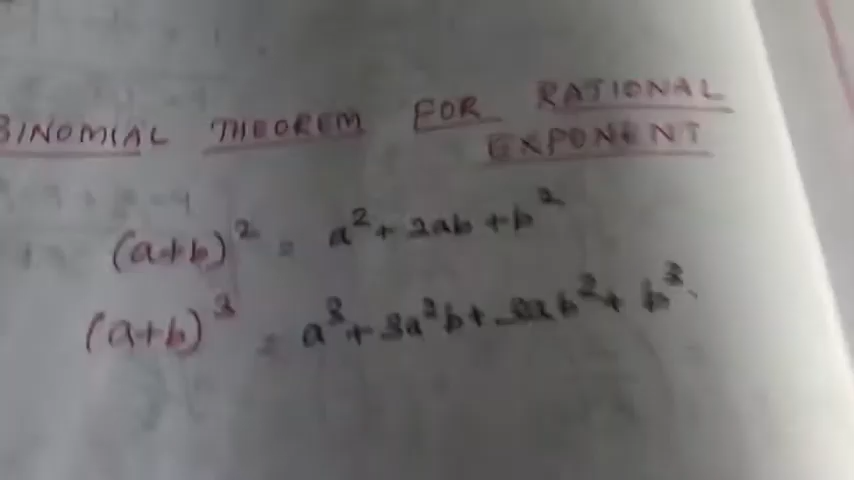 BINOMIAL THEOREM FOR RATIONAL
EXPONENT
(a+b)² = a² + 2ab + b²
(a+b)³ = a³ + 3a²b + 3ab² + b³.